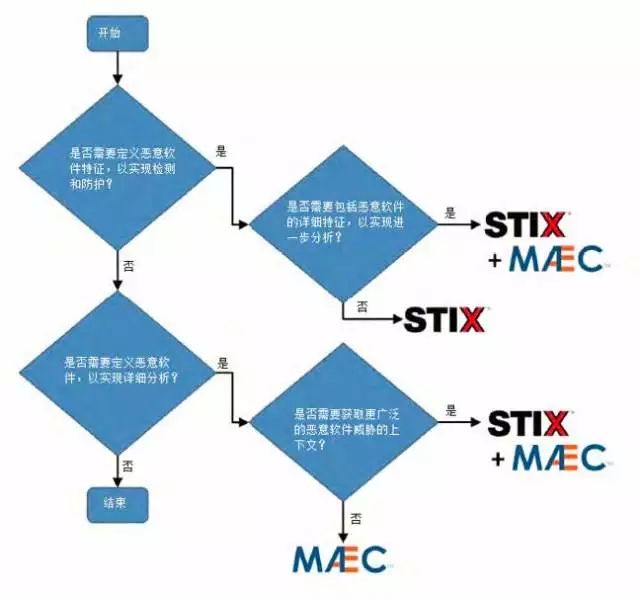 开始
是否需要定义恶意软
件特征，以实现检测
和防护？
是
是否需要包括恶意软件
的详细特征，以实现进
一步分析？
是
STIX
+ MAEC
否
否
STIX
是否需要定义恶意软
件，以实现详细分析？
是
是否需要获取更广泛
的恶意软件威胁的上
下文？
是
STIX
+ MAEC
否
结束
否
MAEC